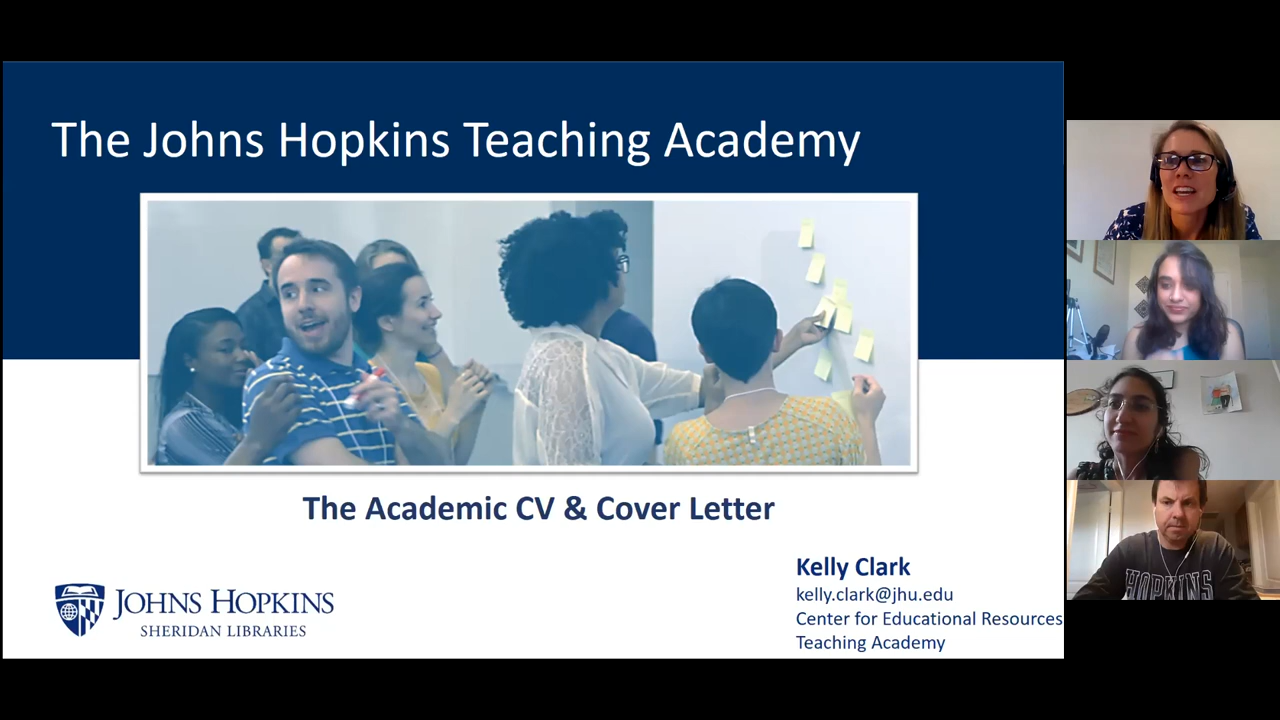 The Johns Hopkins Teaching Academy
The Academic CV & Cover Letter
Kelly Clark
kelly.clark@jhu.edu
Center for Educational Resources
Teaching Academy
JOHNS HOPKINS
SHERIDAN LIBRARIES
HOPKINS